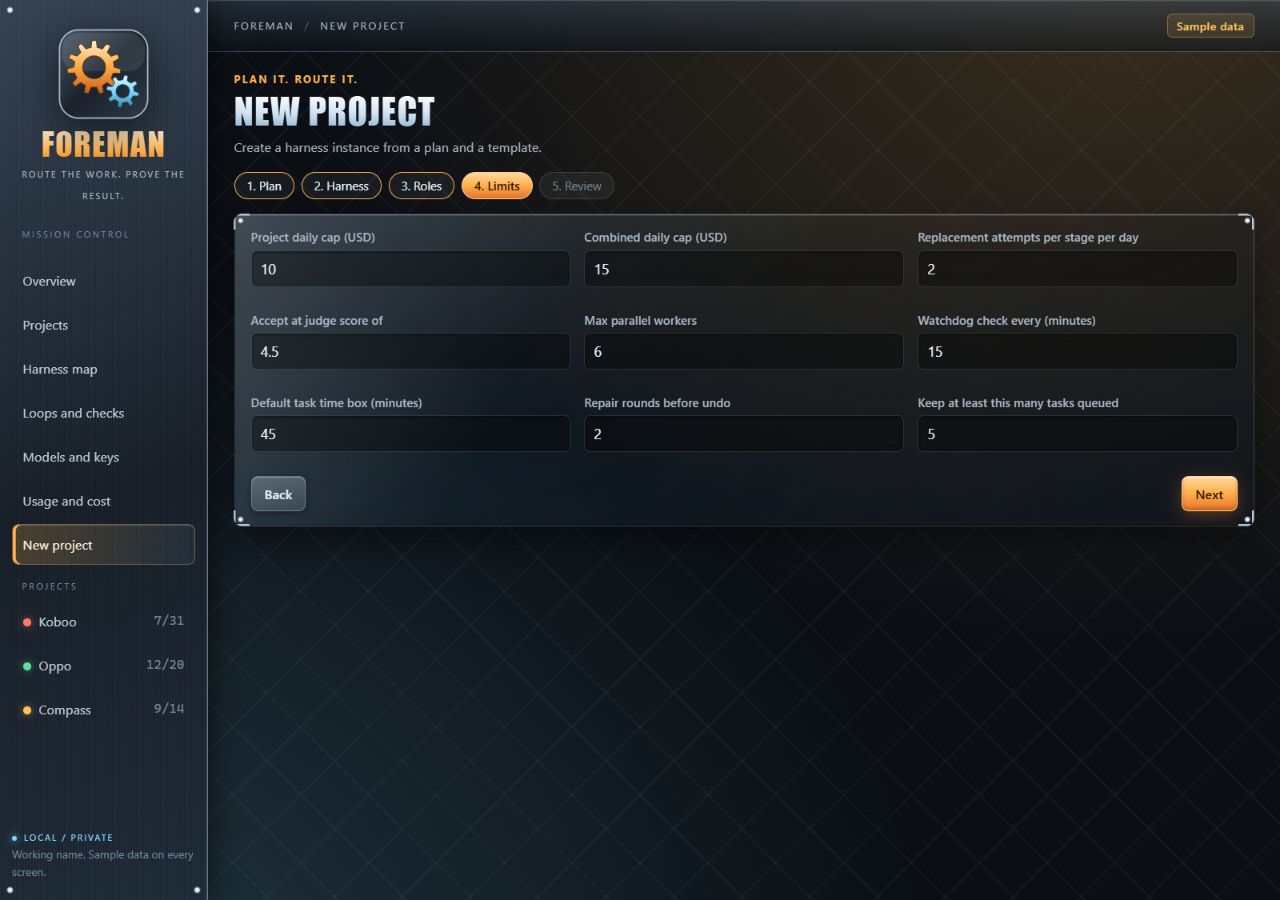 FOREMAN
ROUTE THE WORK. PROVE THE
RESULT.
MISSION CONTROL
Overview
Projects
Harness map
Loops and checks
Models and keys
Usage and cost
New project
PROJECTS
Koboo 7/31
Oppo 12/20
Compass 9/14
LOCAL / PRIVATE
Working name. Sample data on every
screen.
FOREMAN / NEW PROJECT
Sample data
PLAN IT. ROUTE IT.
NEW PROJECT
Create a harness instance from a plan and a template.
1. Plan 2. Harness 3. Roles 4. Limits 5. Review
Project daily cap (USD) Combined daily cap (USD) Replacement attempts per stage per day
10 15 2
Accept at judge score of Max parallel workers Watchdog check every (minutes)
4.5 6 15
Default task time box (minutes) Repair rounds before undo Keep at least this many tasks queued
45 2 5
Back Next